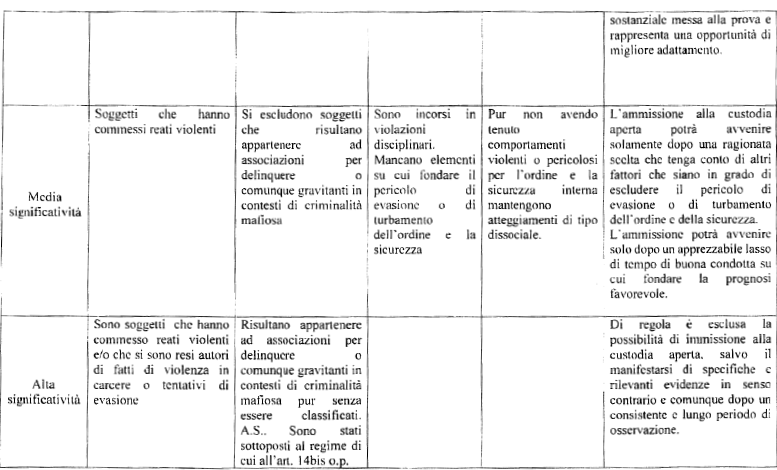 sostanziale messa alla prova e
rappresenta una opportunità di
migliore adattamento.
Media
significatività
Soggetti che hanno
commessi reati violenti
Si escludono soggetti
che risultano
appartenere ad
associazioni per
delinquere o
comunque gravitanti in
contesti di criminalità
mafiosa
Sono incorsi in
violazioni
disciplinari.
Mancano elementi
su cui fondare il
pericolo di
evasione o di
turbamento
dell'ordine e la
sicurezza
Pur non avendo
tenuto
comportamenti
violenti o pericolosi
per l'ordine e la
sicurezza interna
mantengono
atteggiamenti di tipo
dissociale.
L'ammissione alla custodia
aperta potrà avvenire
solamente dopo una ragionata
scelta che tenga conto di altri
fattori che siano in grado di
escludere il pericolo di
evasione o di turbamento
dell'ordine e della sicurezza.
L'ammissione potrà avvenire
solo dopo un apprezzabile lasso
di tempo di buona condotta su
cui fondare la prognosi
favorevole.
Alta
significatività
Sono soggetti che hanno
commesso reati violenti
e/o che si sono resi autori
di fatti di violenza in
carcere o tentativi di
evasione
Risultano appartenere
ad associazioni per
delinquere o
comunque gravitanti in
contesti di criminalità
mafiosa pur senza
essere classificati.
A.S.. Sono stati
sottoposti al regime di
cui all'art. 14bis o.p.
Di regola è esclusa la
possibilità di immissione alla
custodia aperta, salvo il
manifestarsi di specifiche e
rilevanti evidenze in senso
contrario e comunque dopo un
consistente e lungo periodo di
osservazione.